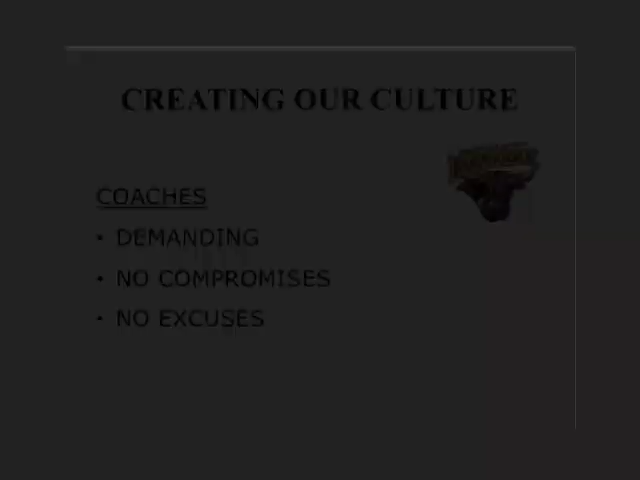 CREATING OUR CULTURE
COACHES
• DEMANDING
• NO COMPROMISES
• NO EXCUSES